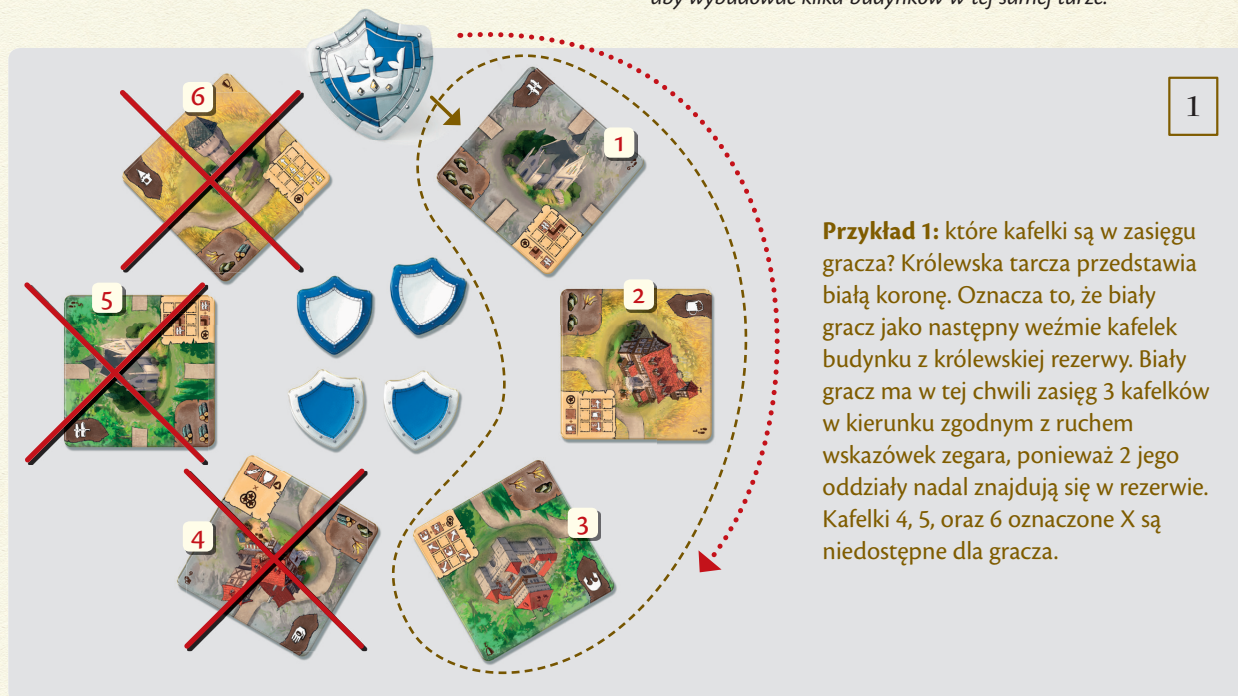 aby wybudować kilka budynków w tej samej turze.
1
6
1
5
2
4
3
Przykład 1: które kafelki są w zasięgu
gracza? Królewska tarcza przedstawia
białą koronę. Oznacza to, że biały
gracz jako następny weźmie kafelek
budynku z królewskiej rezerwy. Biały
gracz ma w tej chwili zasięg 3 kafelków
w kierunku zgodnym z ruchem
wskazówek zegara, ponieważ 2 jego
oddziały nadal znajdują się w rezerwie.
Kafelki 4, 5, oraz 6 oznaczone X są
niedostępne dla gracza.